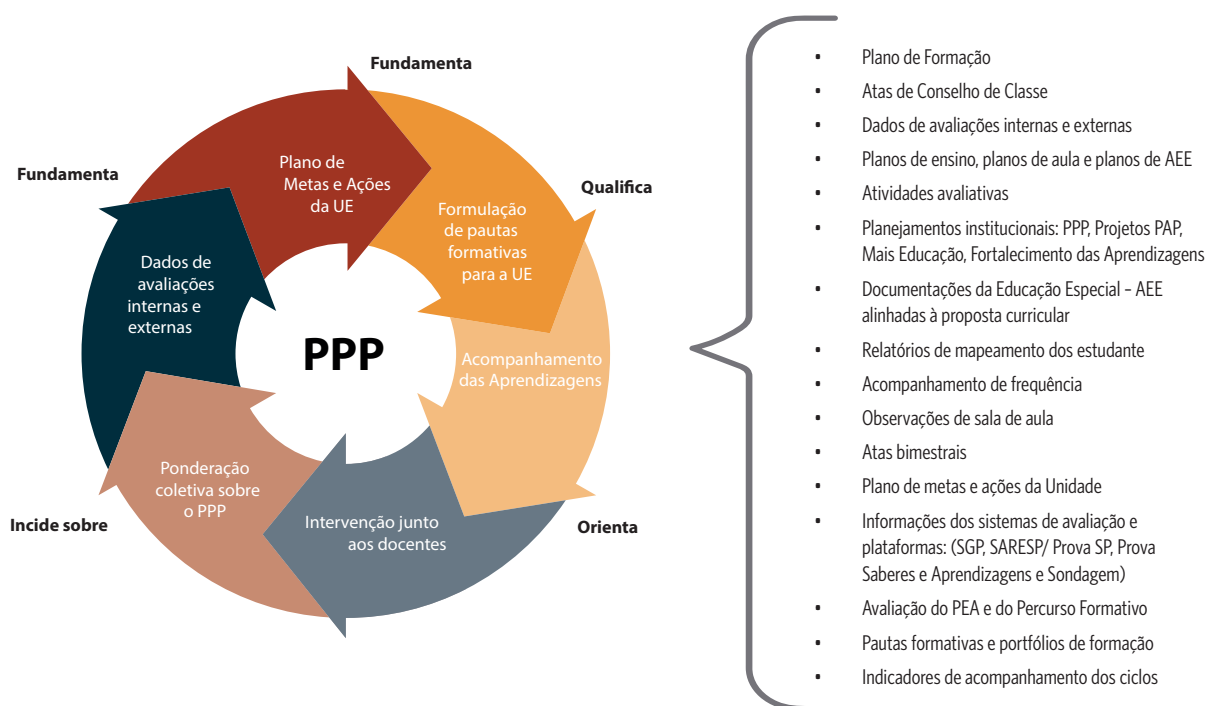 Fundamenta
Fundamenta
Qualifica
Orienta
Incide sobre
Plano de
Metas e Ações
da UE
Formulação
de pautas
formativas
para a UE
Acompanhamento
das Aprendizagens
Intervenção junto
aos docentes
Ponderação
coletiva sobre
o PPP
Dados de
avaliações
internas e
externas
PPP
• Plano de Formação
• Atas de Conselho de Classe
• Dados de avaliações internas e externas
• Planos de ensino, planos de aula e planos de AEE
• Atividades avaliativas
• Planejamentos institucionais: PPP, Projetos PAP,
Mais Educação, Fortalecimento das Aprendizagens
• Documentações da Educação Especial – AEE
alinhadas à proposta curricular
• Relatórios de mapeamento dos estudante
• Acompanhamento de frequência
• Observações de sala de aula
• Atas bimestrais
• Plano de metas e ações da Unidade
• Informações dos sistemas de avaliação e
plataformas: (SGP, SARESP/ Prova SP, Prova
Saberes e Aprendizagens e Sondagem)
• Avaliação do PEA e do Percurso Formativo
• Pautas formativas e portfólios de formação
• Indicadores de acompanhamento dos ciclos